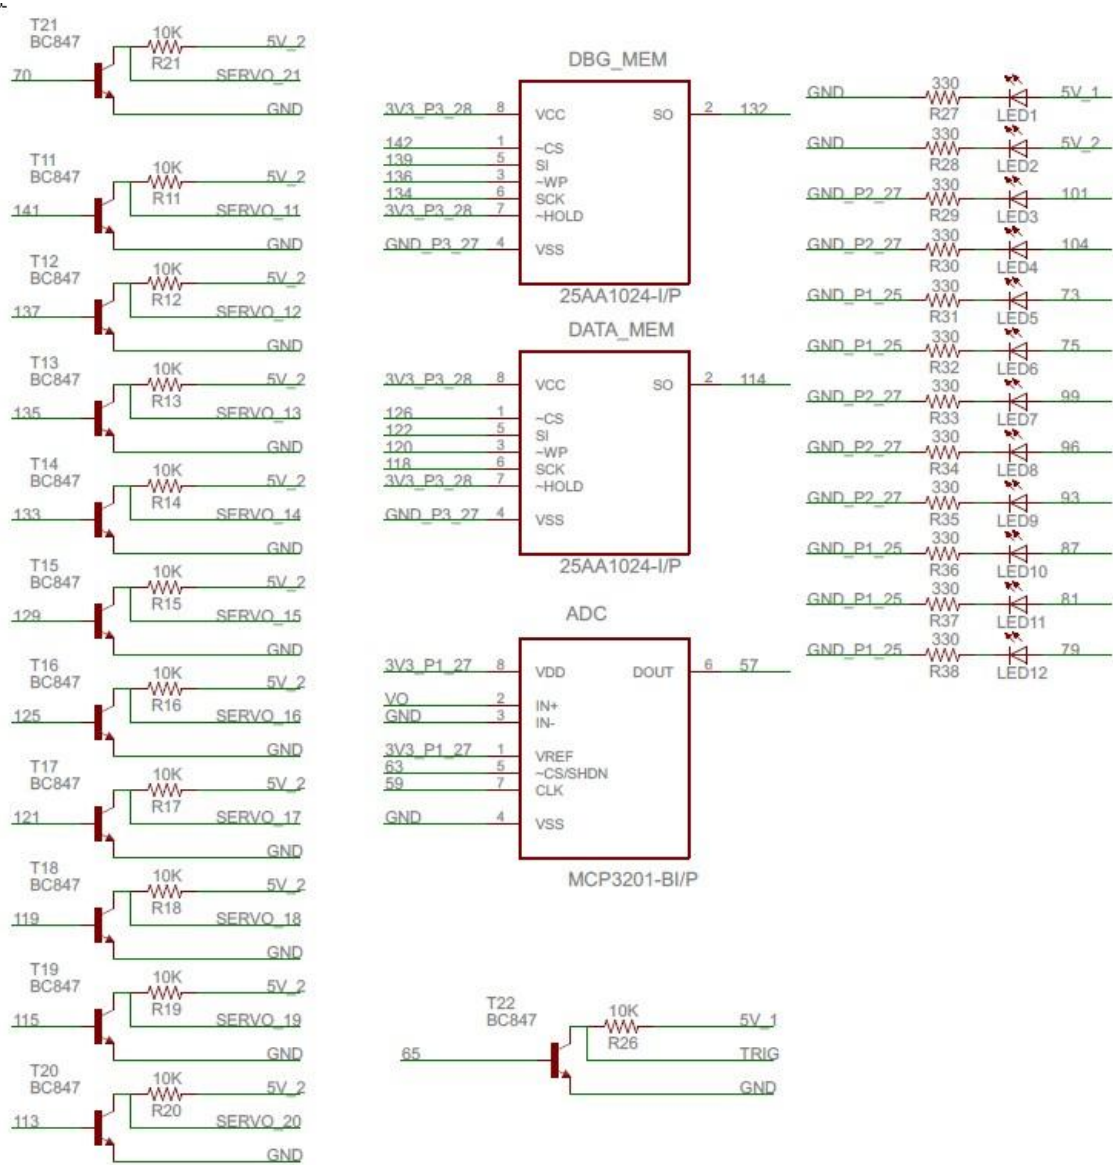 T21
BC847
10K
R21
5V_2
70
SERVO_21
GND
T11
BC847
10K
R11
5V_2
141
SERVO_11
GND
T12
BC847
10K
R12
5V_2
137
SERVO_12
GND
T13
BC847
10K
R13
5V_2
135
SERVO_13
GND
T14
BC847
10K
R14
5V_2
133
SERVO_14
GND
T15
BC847
10K
R15
5V_2
129
SERVO_15
GND
T16
BC847
10K
R16
5V_2
125
SERVO_16
GND
T17
BC847
10K
R17
5V_2
121
SERVO_17
GND
T18
BC847
10K
R18
5V_2
119
SERVO_18
GND
T19
BC847
10K
R19
5V_2
115
SERVO_19
GND
T20
BC847
10K
R20
5V_2
113
SERVO_20
GND
DBG_MEM
3V3_P3_28 8 VCC SO 2 132
142 1 ~CS
139 5 SI
136 3 ~WP
134 6 SCK
3V3_P3_28 7 ~HOLD
GND_P3_27 4 VSS
25AA1024-I/P
DATA_MEM
3V3_P3_28 8 VCC SO 2 114
126 1 ~CS
122 5 SI
120 3 ~WP
118 6 SCK
3V3_P3_28 7 ~HOLD
GND_P3_27 4 VSS
25AA1024-I/P
ADC
3V3_P1_27 8 VDD DOUT 6 57
VO 2 IN+
GND 3 IN-
3V3_P1_27 1 VREF
63 5 ~CS/SHDN
59 7 CLK
GND 4 VSS
MCP3201-BI/P
T22
BC847
10K
R26
5V_1
65
TRIG
GND
GND 330 5V_1
R27 LED1
GND 330 5V_2
R28 LED2
GND_P2_27 330 101
R29 LED3
GND_P2_27 330 104
R30 LED4
GND_P1_25 330 73
R31 LED5
GND_P1_25 330 75
R32 LED6
GND_P2_27 330 99
R33 LED7
GND_P2_27 330 96
R34 LED8
GND_P2_27 330 93
R35 LED9
GND_P1_25 330 87
R36 LED10
GND_P1_25 330 81
R37 LED11
GND_P1_25 330 79
R38 LED12